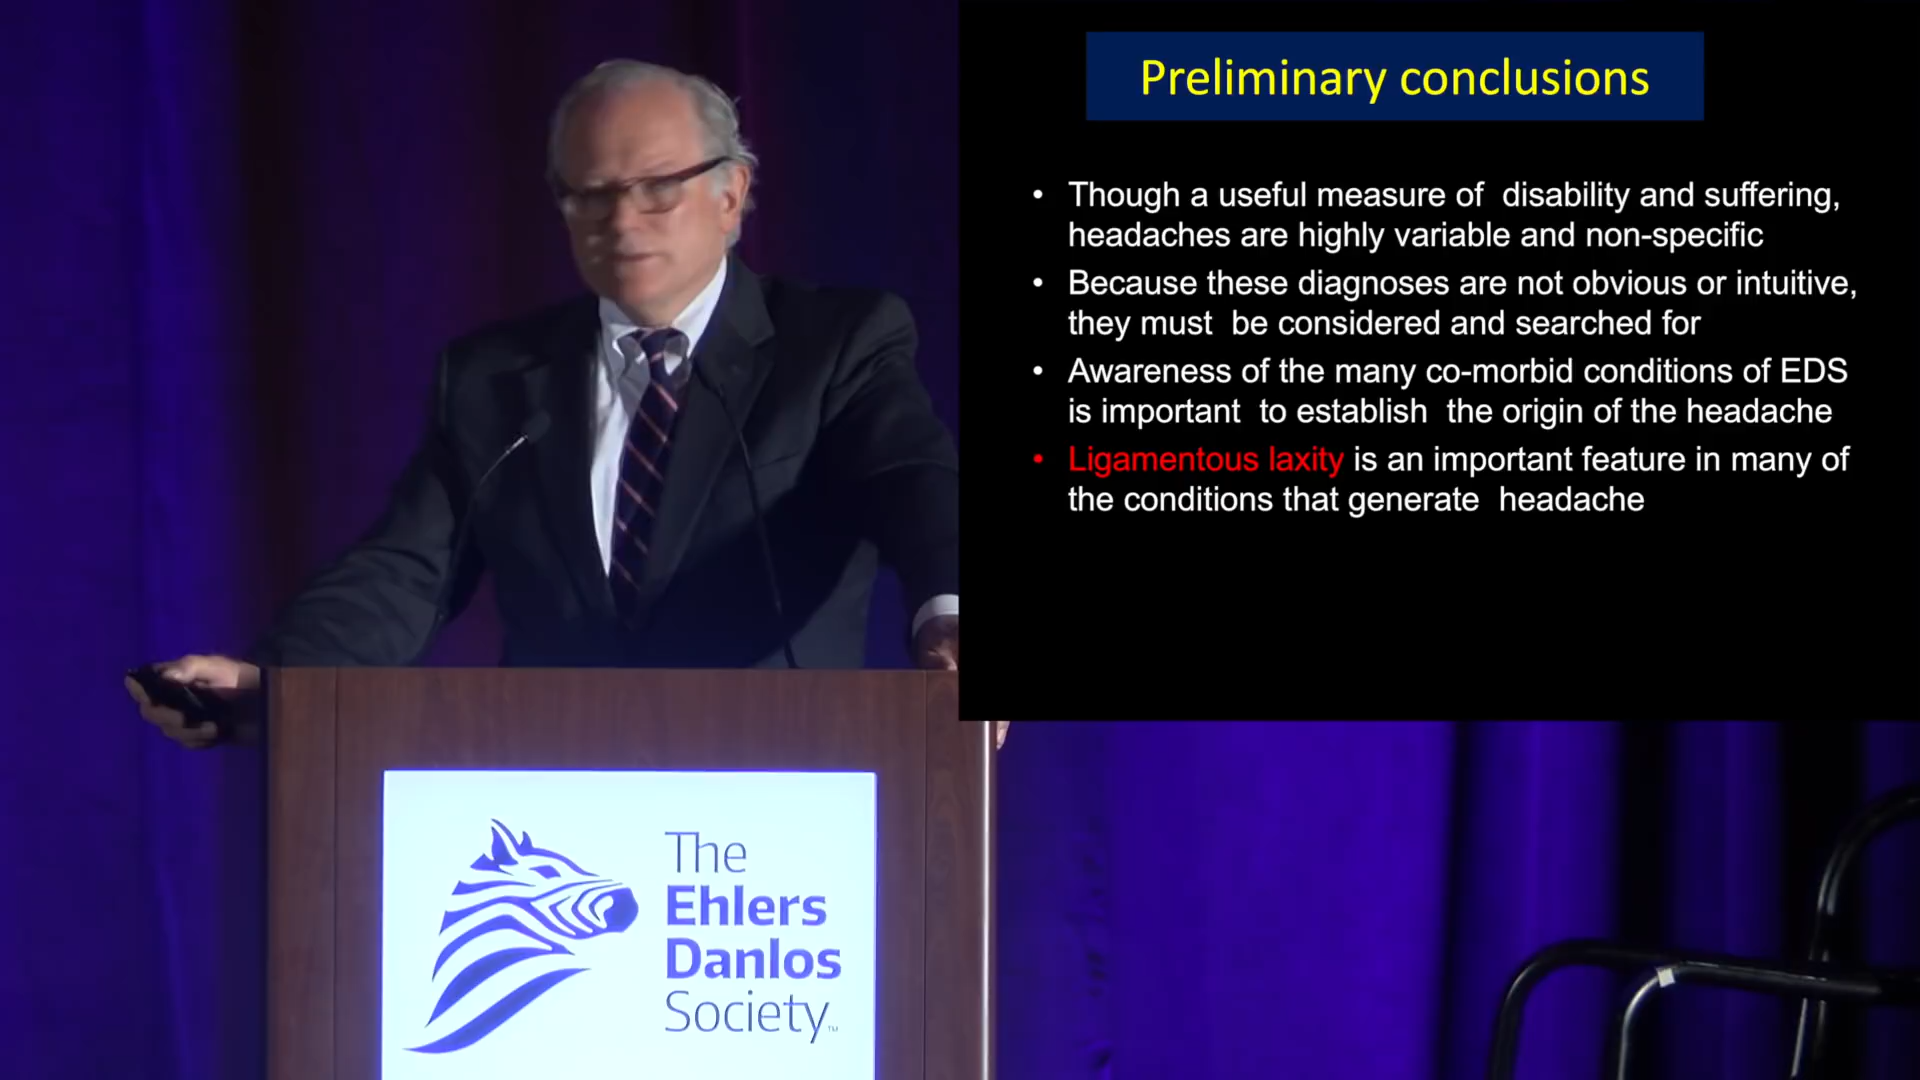 Preliminary conclusions
• Though a useful measure of disability and suffering,
headaches are highly variable and non-specific
• Because these diagnoses are not obvious or intuitive,
they must be considered and searched for
• Awareness of the many co-morbid conditions of EDS
is important to establish the origin of the headache
• Ligamentous laxity is an important feature in many of
the conditions that generate headache
The
Ehlers
Danlos
Society™